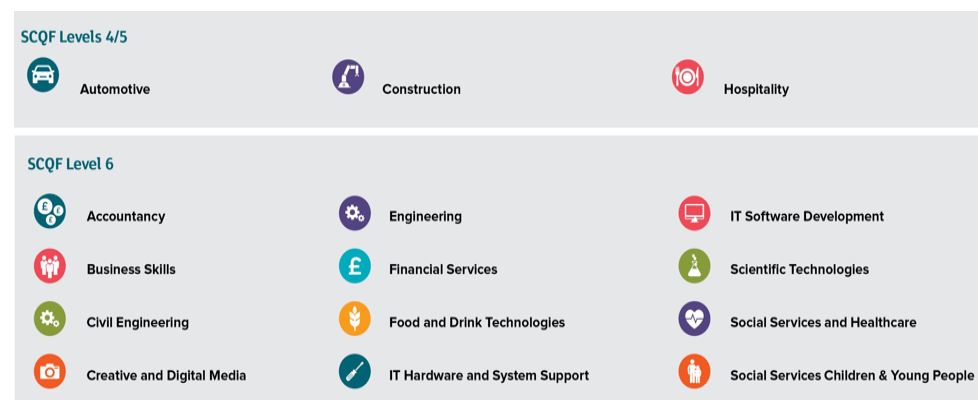 SCQF Levels 4/5
Automotive
Construction
Hospitality
SCQF Level 6
Accountancy
Engineering
IT Software Development
Business Skills
Financial Services
Scientific Technologies
Civil Engineering
Food and Drink Technologies
Social Services and Healthcare
Creative and Digital Media
IT Hardware and System Support
Social Services Children & Young People